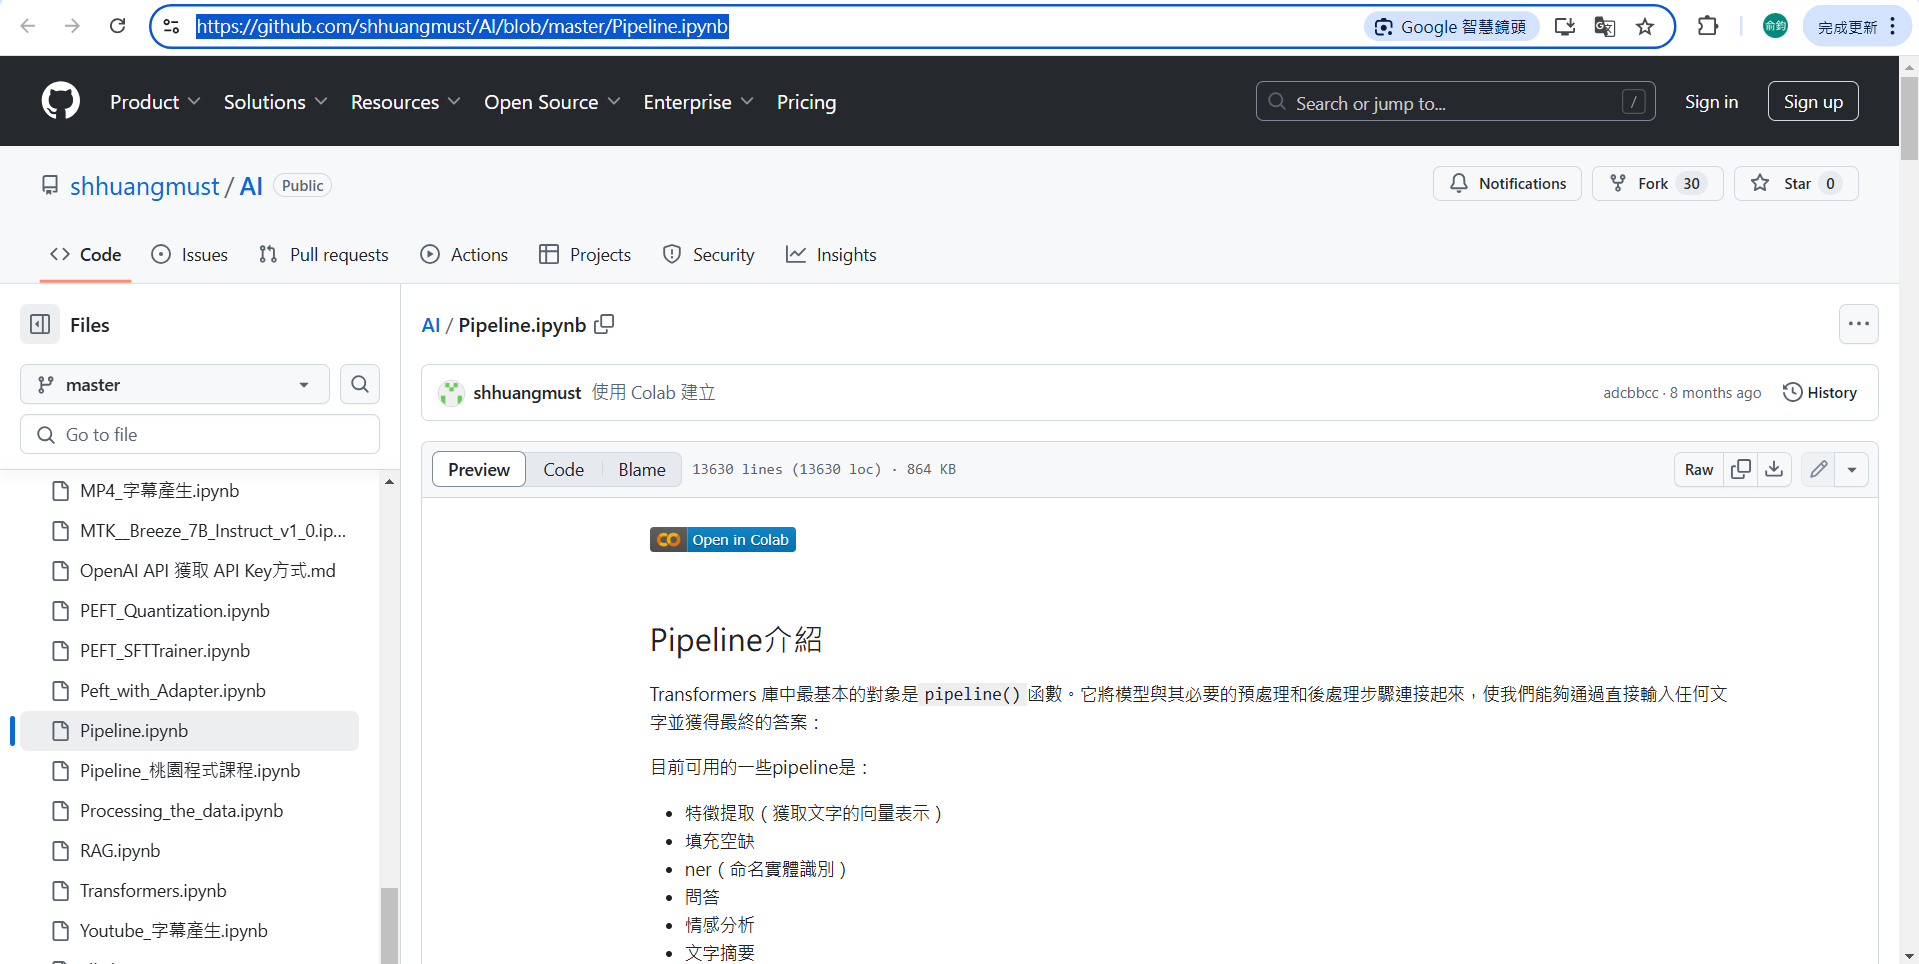 https://github.com/shhuangmust/AI/blob/master/Pipeline.ipynb
Google 智慧鏡頭
俞鈞
完成更新
Product
Solutions
Resources
Open Source
Enterprise
Pricing
Search or jump to...
/
Sign in
Sign up
shhuangmust / AI
Public
Notifications
Fork 30
Star 0
Code
Issues
Pull requests
Actions
Projects
Security
Insights
Files
master
Go to file
MP4_字幕產生.ipynb
MTK__Breeze_7B_Instruct_v1_0.ip...
OpenAI API 獲取 API Key方式.md
PEFT_Quantization.ipynb
PEFT_SFTTrainer.ipynb
Peft_with_Adapter.ipynb
Pipeline.ipynb
Pipeline_桃園程式課程.ipynb
Processing_the_data.ipynb
RAG.ipynb
Transformers.ipynb
Youtube_字幕產生.ipynb
AI / Pipeline.ipynb
shhuangmust 使用 Colab 建立
adcbbcc · 8 months ago
History
Preview
Code
Blame
13630 lines (13630 loc) · 864 KB
Raw
Open in Colab
Pipeline介紹
Transformers 庫中最基本的對象是 pipeline() 函數。它將模型與其必要的預處理和後處理步驟連接起來，使我們能夠通過直接輸入任何文
字並獲得最終的答案：
目前可用的一些pipeline是：
• 特徵提取（獲取文字的向量表示）
• 填充空缺
• ner（命名實體識別）
• 問答
• 情感分析
• 文字摘要